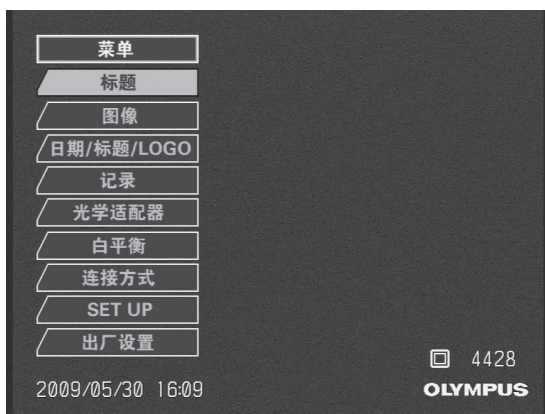 菜单
标题
图像
日期/标题/LOGO
记录
光学适配器
白平衡
连接方式
SET UP
出厂设置
4428
2009/05/30 16:09
OLYMPUS